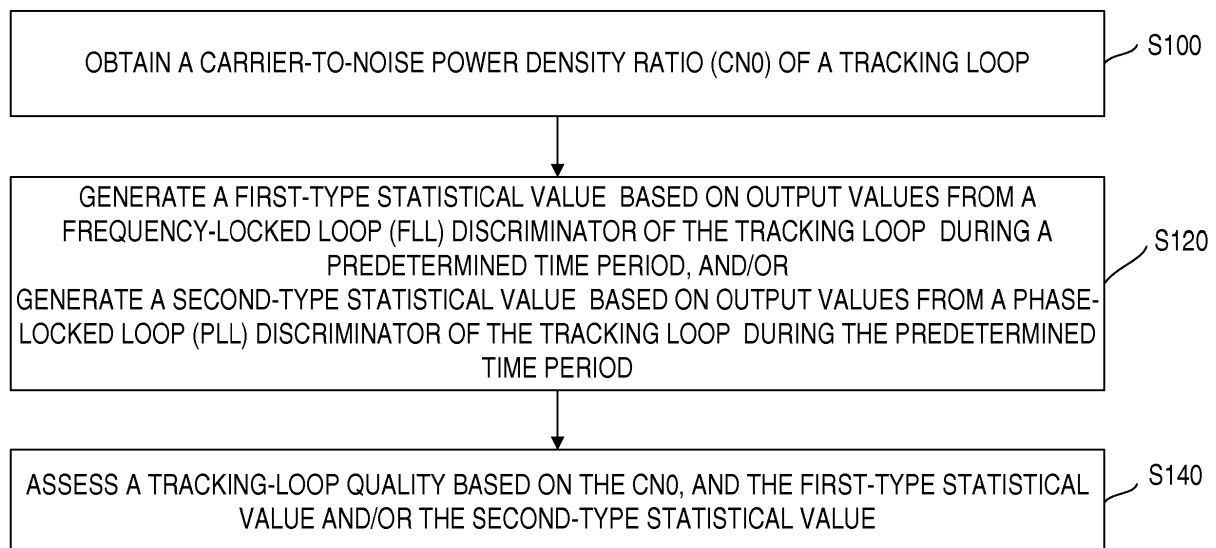 OBTAIN A CARRIER-TO-NOISE POWER DENSITY RATIO (CN0) OF A TRACKING LOOP
S100
GENERATE A FIRST-TYPE STATISTICAL VALUE BASED ON OUTPUT VALUES FROM A
FREQUENCY-LOCKED LOOP (FLL) DISCRIMINATOR OF THE TRACKING LOOP DURING A
PREDETERMINED TIME PERIOD, AND/OR
GENERATE A SECOND-TYPE STATISTICAL VALUE BASED ON OUTPUT VALUES FROM A PHASE-
LOCKED LOOP (PLL) DISCRIMINATOR OF THE TRACKING LOOP DURING THE PREDETERMINED
TIME PERIOD
S120
ASSESS A TRACKING-LOOP QUALITY BASED ON THE CN0, AND THE FIRST-TYPE STATISTICAL
VALUE AND/OR THE SECOND-TYPE STATISTICAL VALUE
S140